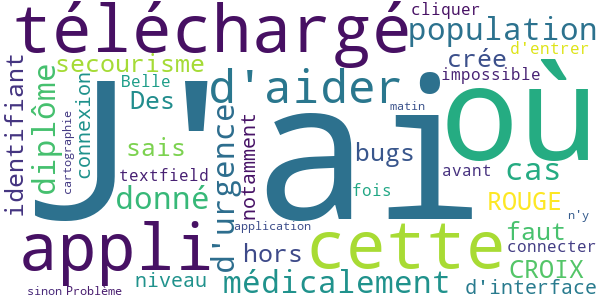 téléchargé
cliquer
population
d'entrer
secourisme
crée
Belle
d'aider
impossible
identifiant
diplôme
connexion
Des
J'ai
où
matin
cartographie
d'urgence
notamment
sais
bugs
textfield
avant
cas
donné
fois
ROUGE
n'y
appli
application
cette
faut
hors
connecter
CROIX
niveau
médicalement
d'interface
sinon
Problème